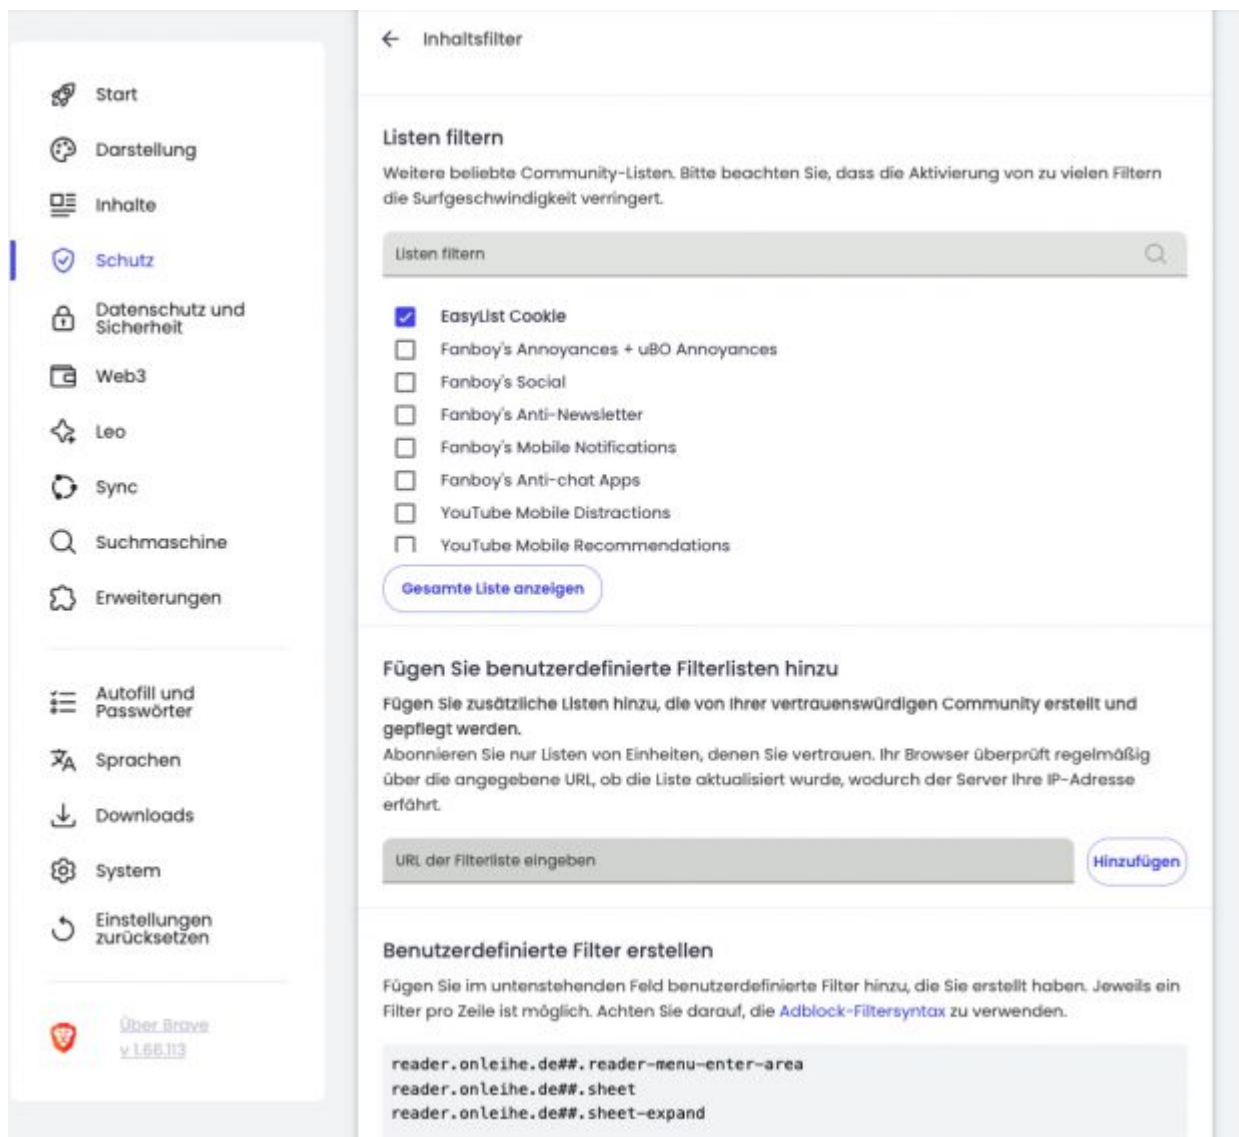 Start
Darstellung
Inhalte
Schutz
Datenschutz und
Sicherheit
Web3
Leo
Sync
Suchmaschine
Erweiterungen
Autofill und
Passwörter
Sprachen
Downloads
System
Einstellungen
zurücksetzen
Über Brave
v 1.66.113
Inhaltsfilter
Listen filtern
Weitere beliebte Community-Listen. Bitte beachten Sie, dass die Aktivierung von zu vielen Filtern
die Surfgeschwindigkeit verringert.
Listen filtern
EasyList Cookie
Fanboy's Annoyances + uBO Annoyances
Fanboy's Social
Fanboy's Anti-Newsletter
Fanboy's Mobile Notifications
Fanboy's Anti-chat Apps
YouTube Mobile Distractions
YouTube Mobile Recommendations
Gesamte Liste anzeigen
Fügen Sie benutzerdefinierte Filterlisten hinzu
Fügen Sie zusätzliche Listen hinzu, die von Ihrer vertrauenswürdigen Community erstellt und
gepflegt werden.
Abonnieren Sie nur Listen von Einheiten, denen Sie vertrauen. Ihr Browser überprüft regelmäßig
über die angegebene URL, ob die Liste aktualisiert wurde, wodurch der Server Ihre IP-Adresse
erfährt.
URL der Filterliste eingeben
Hinzufügen
Benutzerdefinierte Filter erstellen
Fügen Sie im untenstehenden Feld benutzerdefinierte Filter hinzu, die Sie erstellt haben. Jeweils ein
Filter pro Zeile ist möglich. Achten Sie darauf, die Adblock-Filtersyntax zu verwenden.
reader.onleihe.de##.reader-menu-enter-area
reader.onleihe.de##.sheet
reader.onleihe.de##.sheet-expand